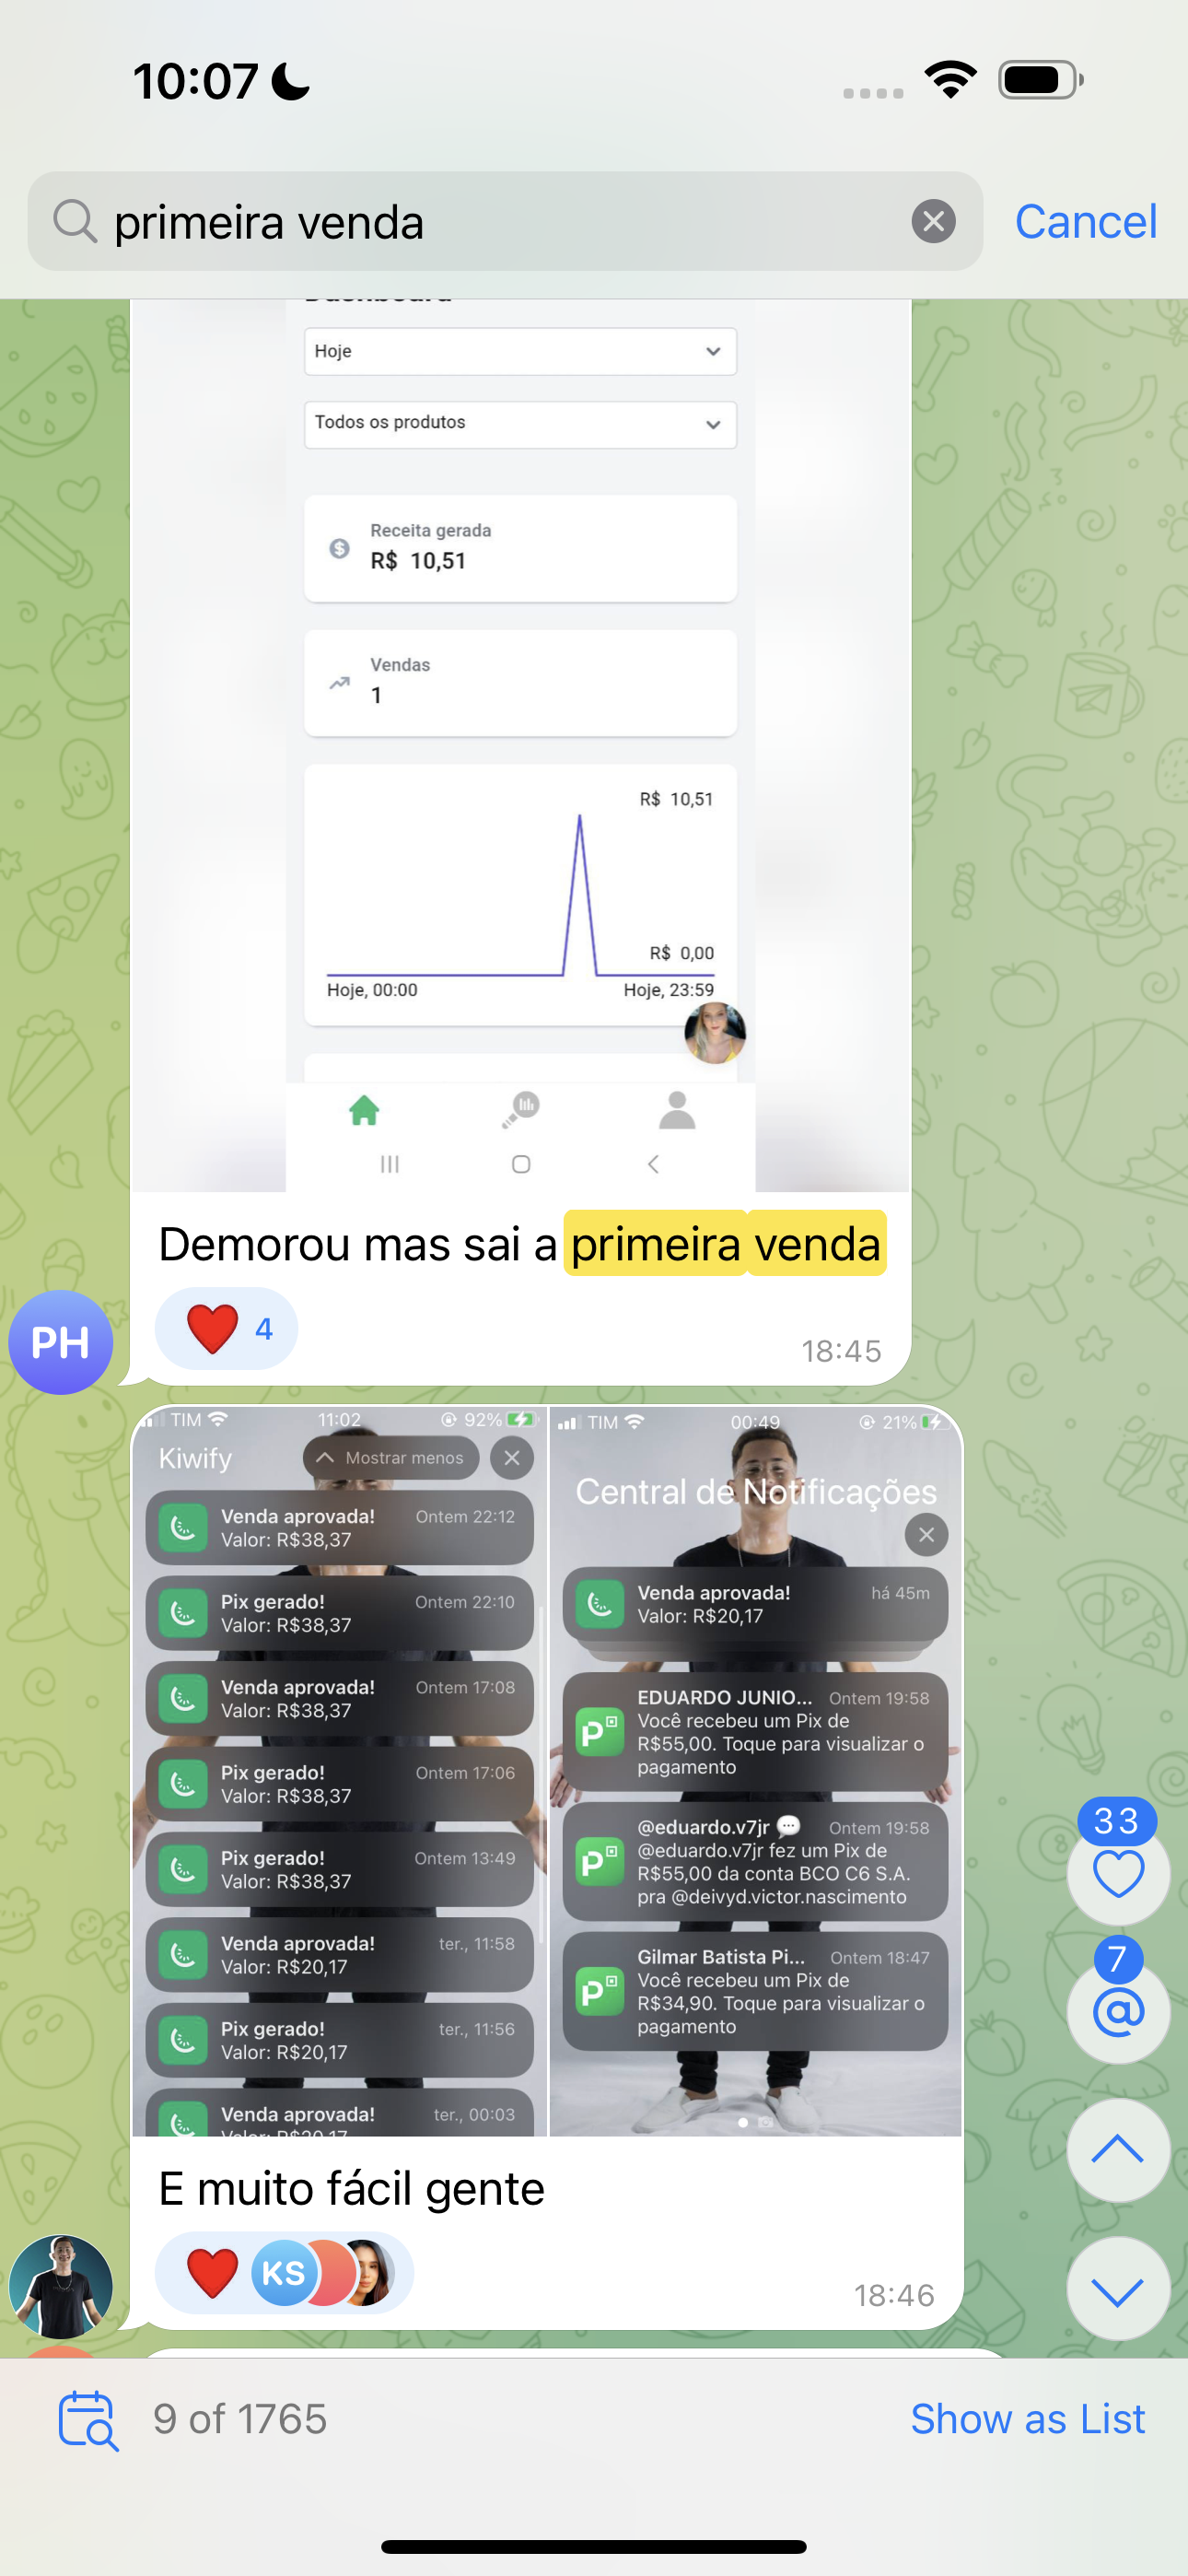 10:07
primeira venda
Cancel
Dashboard
Hoje
Todos os produtos
Receita gerada
R$ 10,51
Vendas
1
R$ 10,51
R$ 0,00
Hoje, 00:00
Hoje, 23:59
Demorou mas sai a primeira venda
4
18:45
PH
TIM
11:02
92%
Kiwify
Mostrar menos
Venda aprovada!
Ontem 22:12
Valor: R$38,37
Pix gerado!
Ontem 22:10
Valor: R$38,37
Venda aprovada!
Ontem 17:08
Valor: R$38,37
Pix gerado!
Ontem 17:06
Valor: R$38,37
Pix gerado!
Ontem 13:49
Valor: R$38,37
Venda aprovada!
ter., 11:58
Valor: R$20,17
Pix gerado!
ter., 11:56
Valor: R$20,17
Venda aprovada!
ter., 00:03
Valor: R$20,17
TIM
00:49
21%
Central de Notificações
Venda aprovada!
há 45m
Valor: R$20,17
EDUARDO JUNIO...
Ontem 19:58
Você recebeu um Pix de
R$55,00. Toque para visualizar o
pagamento
@eduardo.v7jr
Ontem 19:58
@eduardo.v7jr fez um Pix de
R$55,00 da conta BCO C6 S.A.
pra @deivyd.victor.nascimento
Gilmar Batista Pi...
Ontem 18:47
Você recebeu um Pix de
R$34,90. Toque para visualizar o
pagamento
33
7
E muito fácil gente
KS
18:46
9 of 1765
Show as List